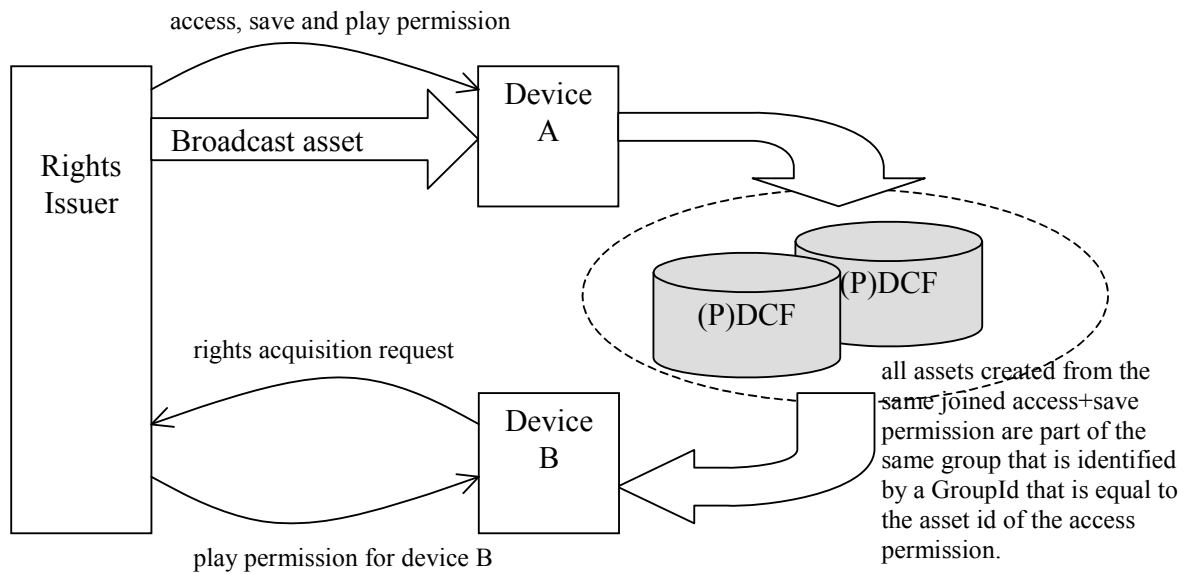 access, save and play permission
Rights
Issuer
Broadcast asset
Device
A
(P)DCF
(P)DCF
rights acquisition request
Device
B
play permission for device B
all assets created from the
same joined access+save
permission are part of the
same group that is identified
by a GroupId that is equal to
the asset id of the access
permission.